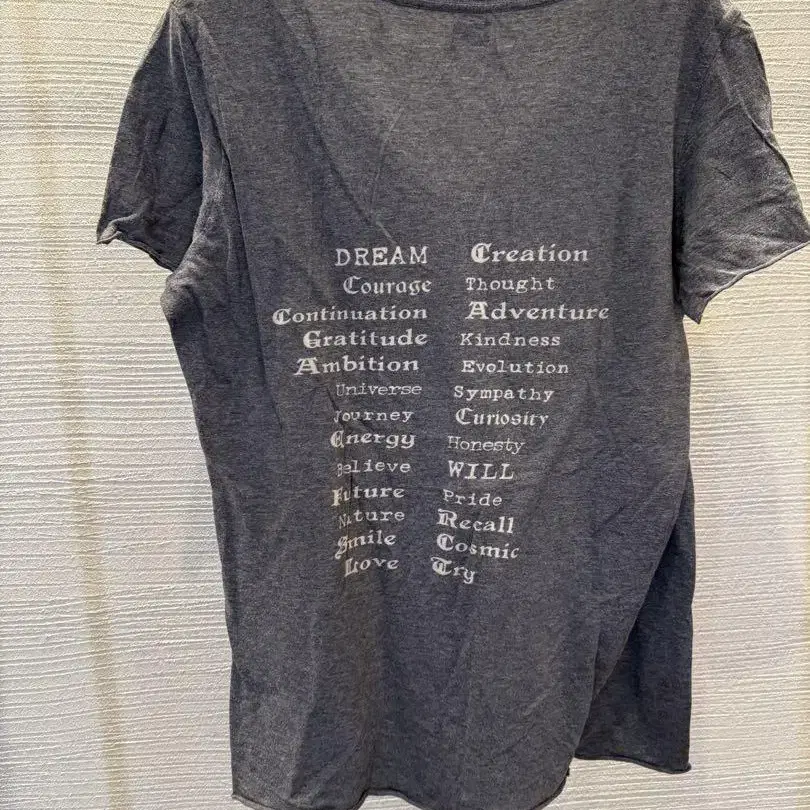 DREAM Creation
Courage Thought
Continuation Adventure
Gratitude Kindness
Ambition Evolution
Universe Sympathy
Journey Curiosity
Energy Honesty
Believe WILL
Future Pride
Nature Recall
Smile Cosmic
Love Try